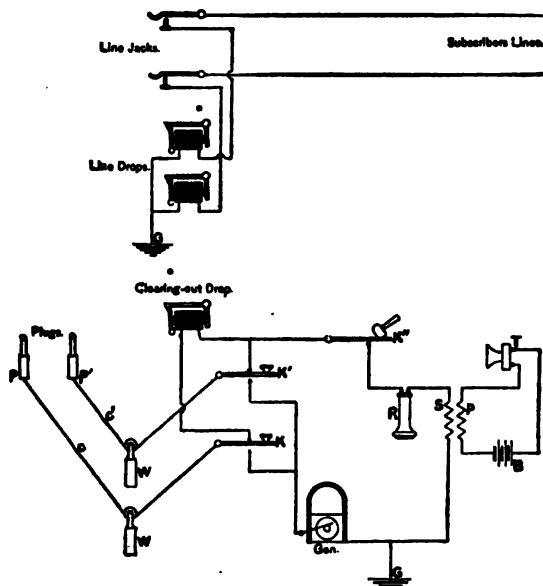 Line Jacks.
Subscribers Lines.
Line Drops.
G
Clearing-out Drop.
Plugs.
P
P'
K''
K'
c'
c
K
W
W
R
S
P
B
Gen.
G